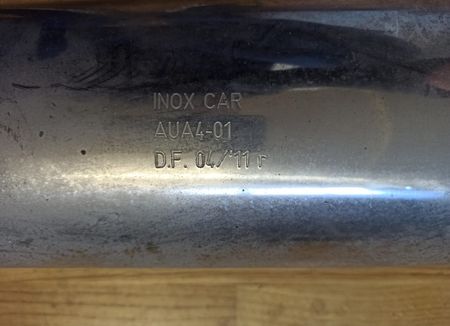 INOX CAR
AUA4-01
D.F. 04/'11 r